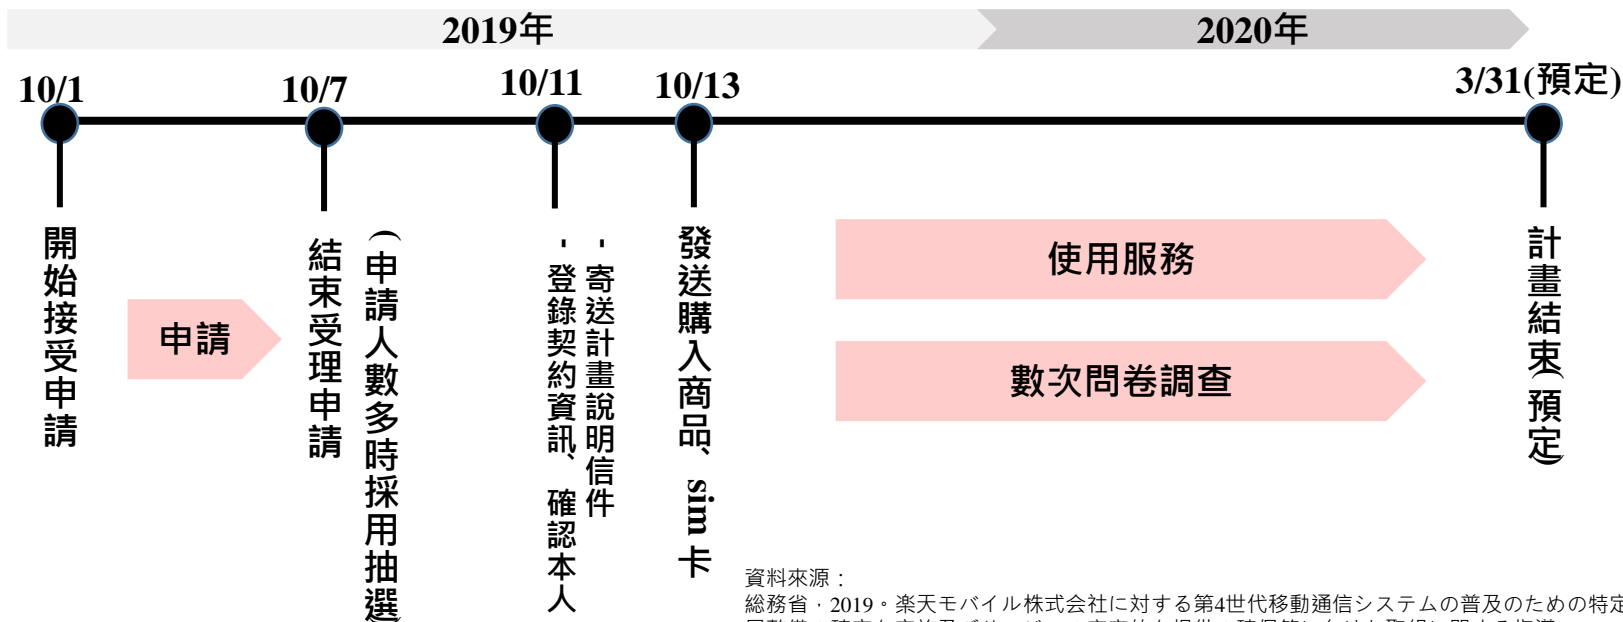 2019年
2020年
10/1
10/7
10/11
10/13
3/31(預定)
開始接受申請
申請
結束受理申請
(申請人數多時採用抽選)
- 寄送計畫說明信件
- 登錄契約資訊、確認本人
發送購入商品、sim卡
使用服務
數次問卷調查
計畫結束(預定)
資料來源：
総務省，2019。楽天モバイル株式会社に対する第4世代移動通信システムの普及のための特定